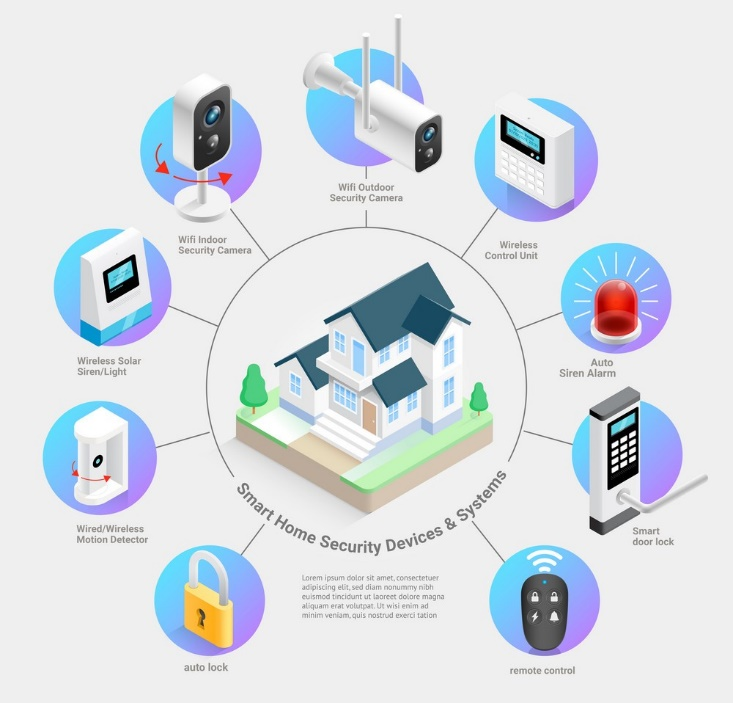 Wifi Outdoor
Security Camera
Wifi Indoor
Security Camera
Wireless
Control Unit
Wireless Solar
Siren/Light
Auto
Siren Alarm
Wired/Wireless
Motion Detector
Smart
door lock
Smart Home Security Devices & Systems
Lorem ipsum dolor sit amet, consectetuer
adipiscing elit, sed diam nonummy nibh
euismod tincidunt ut laoreet dolore magna
aliquam erat volutpat. Ut wisi enim ad
minim veniam, quis nostrud exerci tation
auto lock
remote control